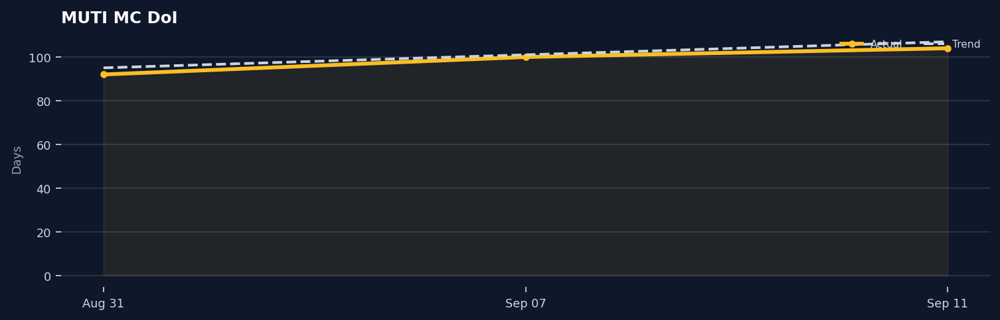 MUTI MC DoI
Actual
Trend
100
80
60
40
20
0
Days
Aug 31
Sep 07
Sep 11